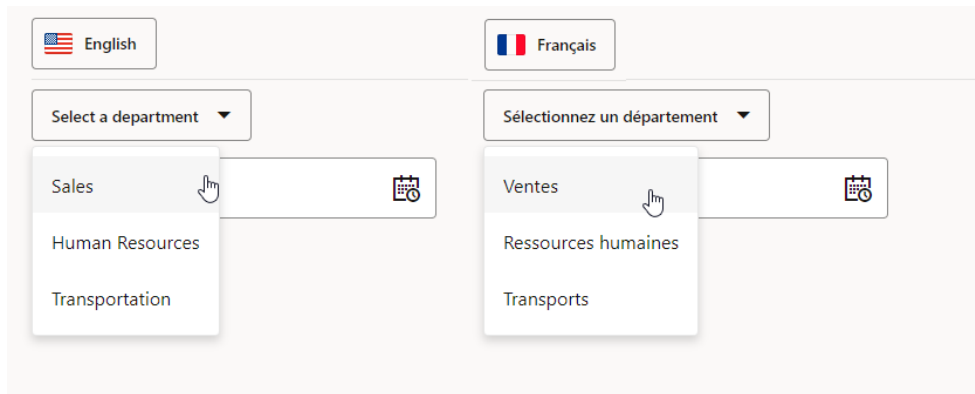 English
Select a department
Sales
Human Resources
Transportation
Français
Sélectionnez un département
Ventes
Ressources humaines
Transports